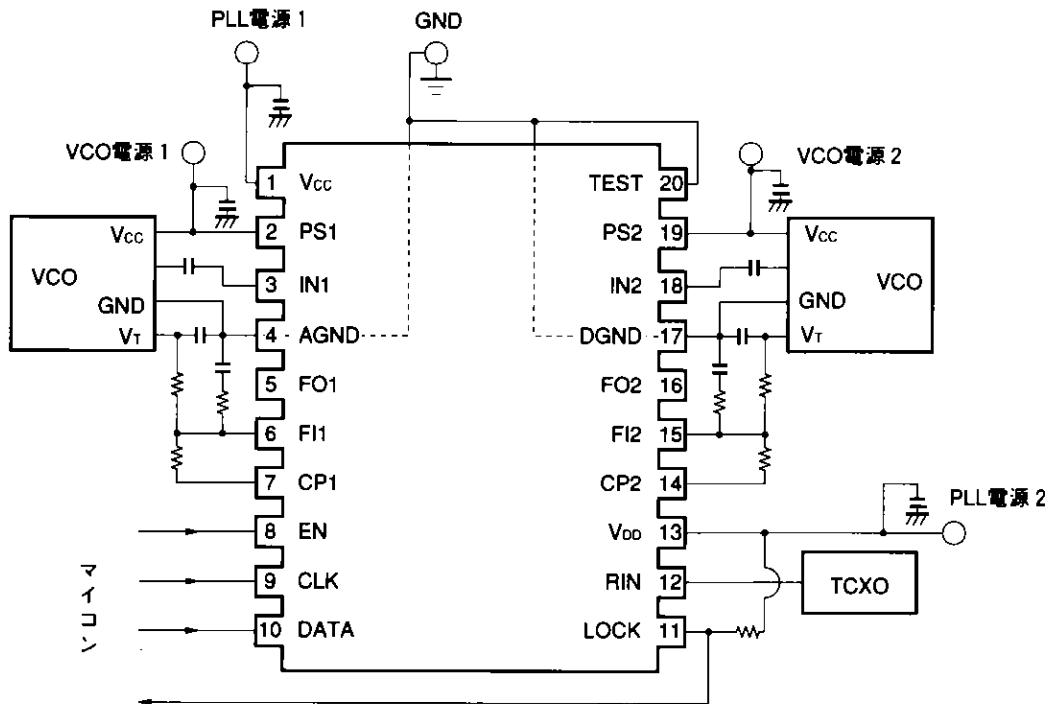 PLL電源 1
GND
VCO電源 1
VCO電源 2
1 VCC
TEST 20
VCC
2 PS1
PS2 19
VCC
VCO
3 IN1
IN2 18
VCO
GND
GND
VT
4 AGND
DGND 17
VT
5 FO1
FO2 16
6 FI1
FI2 15
7 CP1
CP2 14
PLL電源 2
8 EN
VDD 13
マイコン
9 CLK
RIN 12
TCXO
10 DATA
LOCK 11